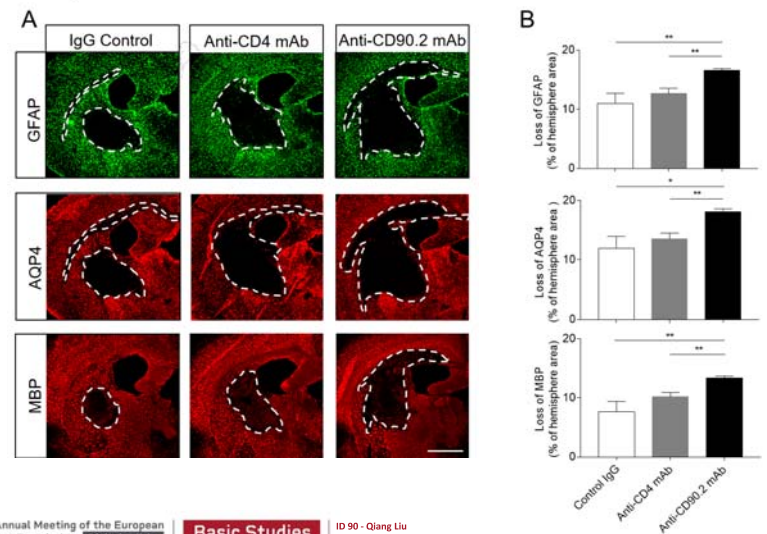 A
B
IgG Control
Anti-CD4 mAb
Anti-CD90.2 mAb
GFAP
AQP4
MBP
Loss of GFAP
(% of hemisphere area)
20
10
0
**
**
Loss of AQP4
(% of hemisphere area)
20
10
0
*
**
Loss of MBP
(% of hemisphere area)
20
10
0
**
**
Control IgG
Anti-CD4 mAb
Anti-CD90.2 mAb
Annual Meeting of the European
Basic Studies
ID 90 - Qiang Liu